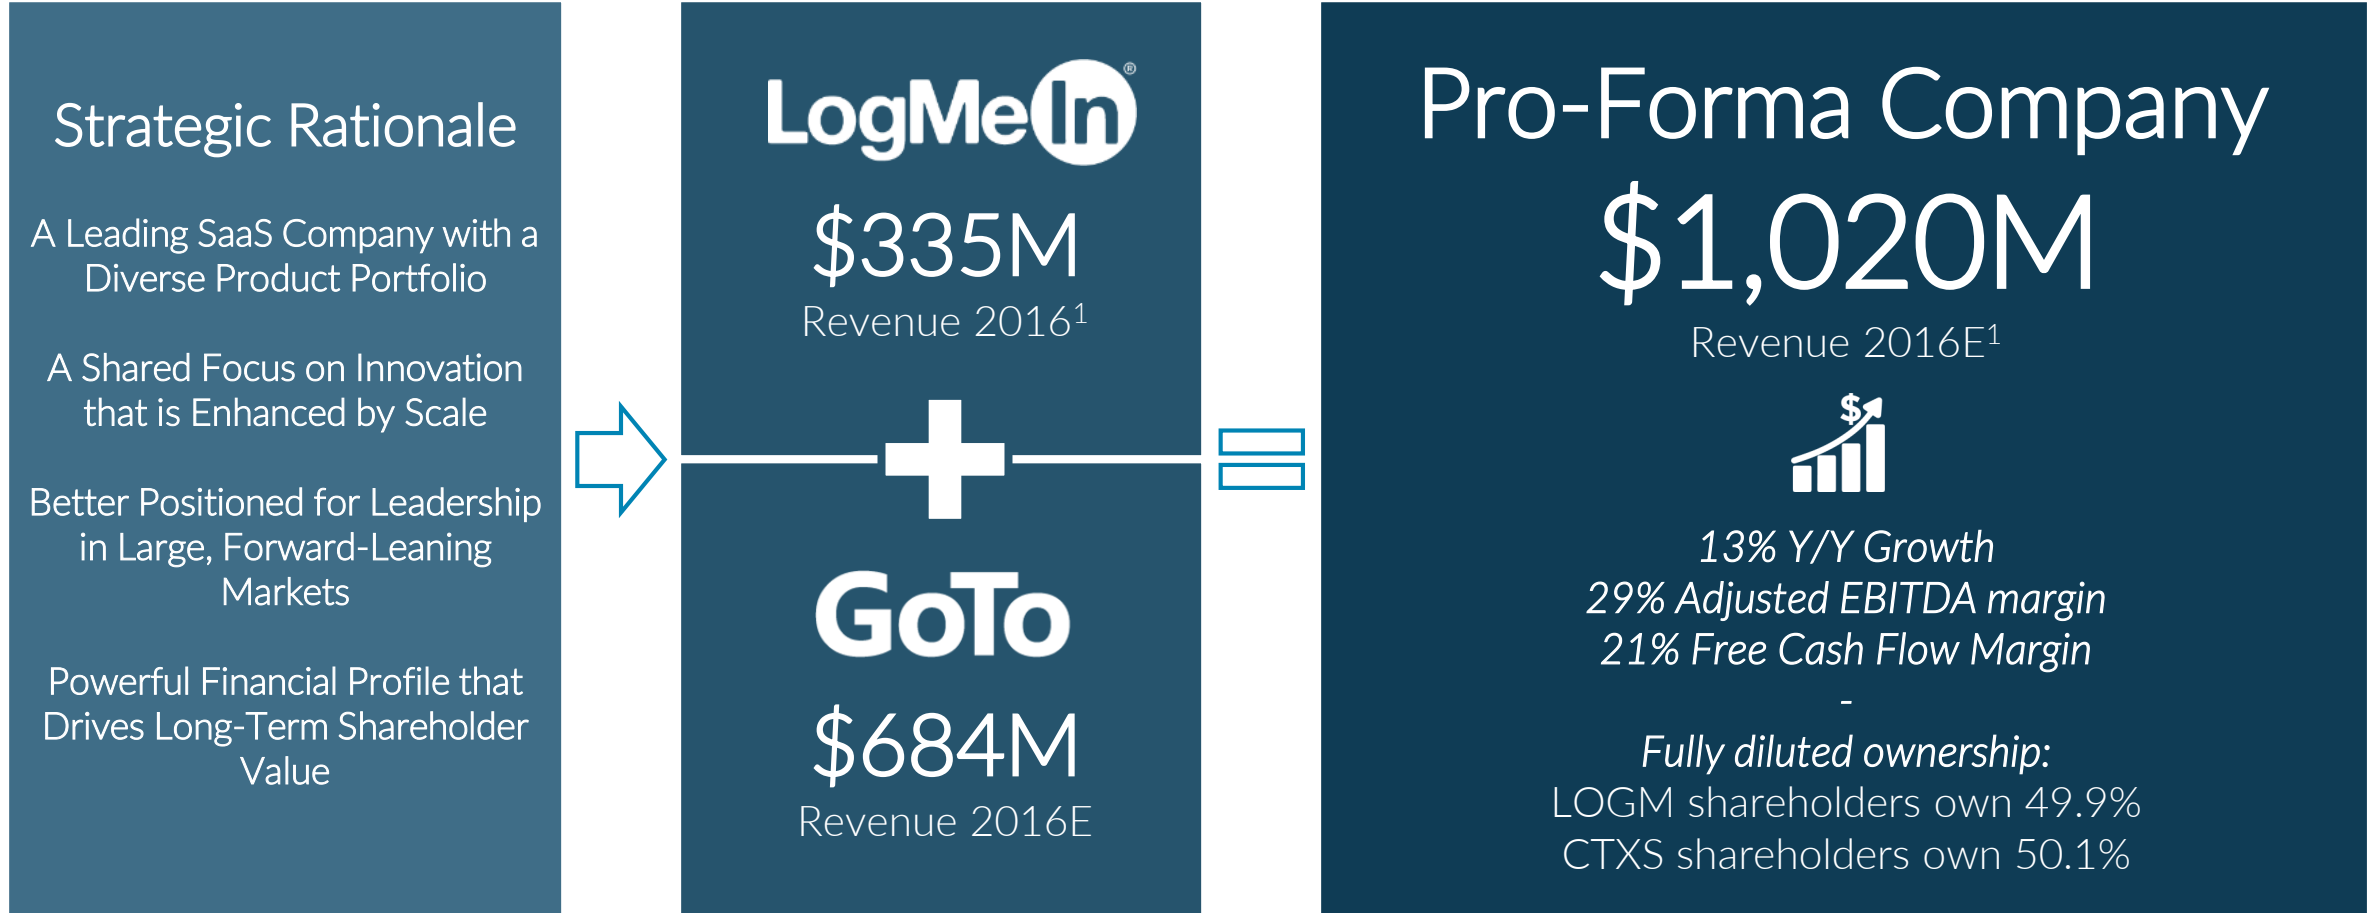 Strategic Rationale
A Leading SaaS Company with a
Diverse Product Portfolio
A Shared Focus on Innovation
that is Enhanced by Scale
Better Positioned for Leadership
in Large, Forward-Leaning
Markets
Powerful Financial Profile that
Drives Long-Term Shareholder
Value
LogMeIn®
$335M
Revenue 2016¹
GoTo
$684M
Revenue 2016E
Pro-Forma Company
$1,020M
Revenue 2016E¹
$
13% Y/Y Growth
29% Adjusted EBITDA margin
21% Free Cash Flow Margin
-
Fully diluted ownership:
LOGM shareholders own 49.9%
CTXS shareholders own 50.1%